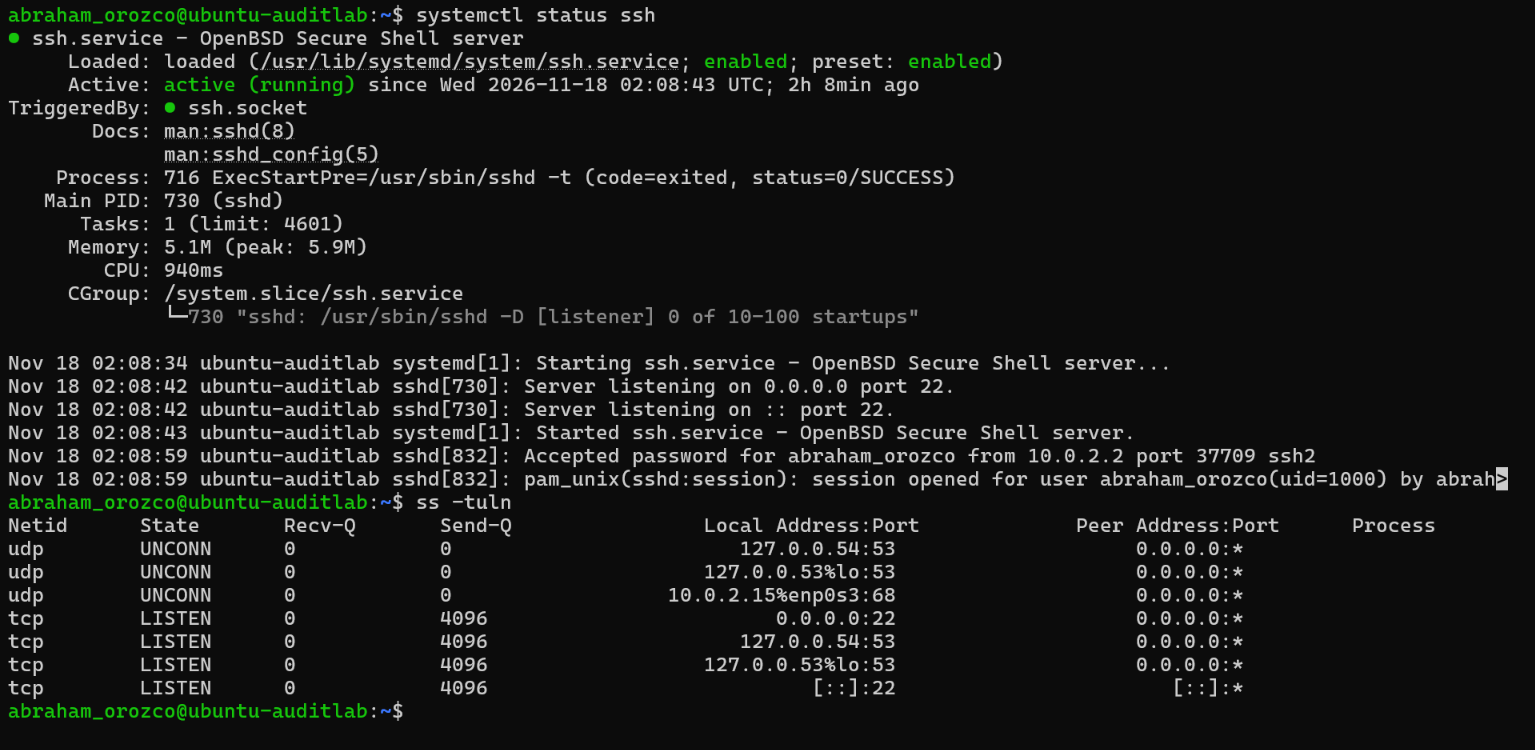 abraham_orozco@ubuntu-auditlab:~$ systemctl status ssh
● ssh.service - OpenBSD Secure Shell server
     Loaded: loaded (/usr/lib/systemd/system/ssh.service; enabled; preset: enabled)
     Active: active (running) since Wed 2026-11-18 02:08:43 UTC; 2h 8min ago
TriggeredBy: ● ssh.socket
       Docs: man:sshd(8)
             man:sshd_config(5)
    Process: 716 ExecStartPre=/usr/sbin/sshd -t (code=exited, status=0/SUCCESS)
   Main PID: 730 (sshd)
      Tasks: 1 (limit: 4601)
     Memory: 5.1M (peak: 5.9M)
        CPU: 940ms
     CGroup: /system.slice/ssh.service
             └─730 "sshd: /usr/sbin/sshd -D [listener] 0 of 10-100 startups"

Nov 18 02:08:34 ubuntu-auditlab systemd[1]: Starting ssh.service - OpenBSD Secure Shell server...
Nov 18 02:08:42 ubuntu-auditlab sshd[730]: Server listening on 0.0.0.0 port 22.
Nov 18 02:08:42 ubuntu-auditlab sshd[730]: Server listening on :: port 22.
Nov 18 02:08:43 ubuntu-auditlab systemd[1]: Started ssh.service - OpenBSD Secure Shell server.
Nov 18 02:08:59 ubuntu-auditlab sshd[832]: Accepted password for abraham_orozco from 10.0.2.2 port 37709 ssh2
Nov 18 02:08:59 ubuntu-auditlab sshd[832]: pam_unix(sshd:session): session opened for user abraham_orozco(uid=1000) by abrah>
abraham_orozco@ubuntu-auditlab:~$ ss -tuln
Netid      State       Recv-Q       Send-Q                Local Address:Port             Peer Address:Port      Process
udp        UNCONN      0            0                        127.0.0.54:53                    0.0.0.0:*
udp        UNCONN      0            0                     127.0.0.53%lo:53                    0.0.0.0:*
udp        UNCONN      0            0                  10.0.2.15%enp0s3:68                    0.0.0.0:*
tcp        LISTEN      0            4096                        0.0.0.0:22                    0.0.0.0:*
tcp        LISTEN      0            4096                     127.0.0.54:53                    0.0.0.0:*
tcp        LISTEN      0            4096                  127.0.0.53%lo:53                    0.0.0.0:*
tcp        LISTEN      0            4096                           [::]:22                       [::]:*
abraham_orozco@ubuntu-auditlab:~$